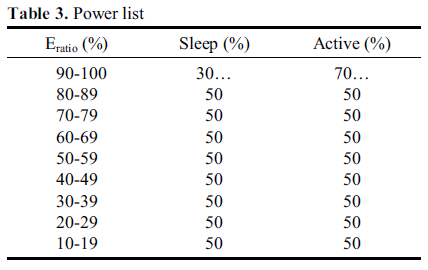 Table 3. Power list
Eratio (%) Sleep (%) Active (%)
90-100 30… 70…
80-89 50 50
70-79 50 50
60-69 50 50
50-59 50 50
40-49 50 50
30-39 50 50
20-29 50 50
10-19 50 50